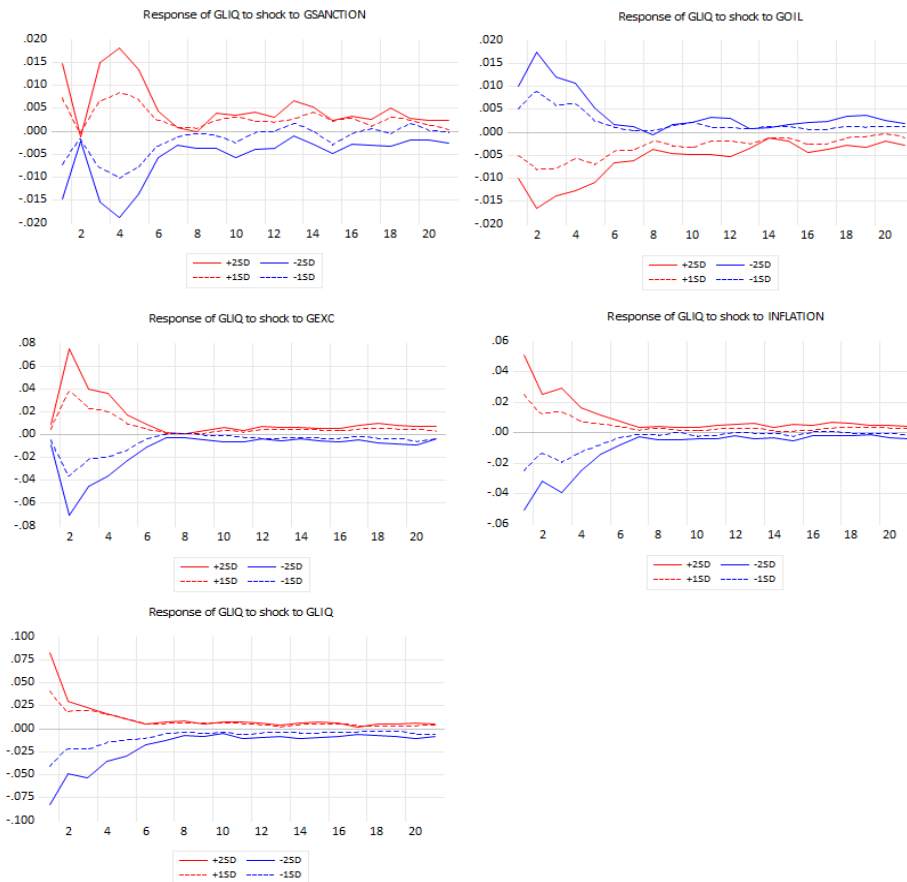 Response of GLIQ to shock to GSANCTION
.020
.015
.010
.005
.000
-.005
-.010
-.015
-.020
2 4 6 8 10 12 14 16 18 20
+2SD -2SD
+1SD -1SD
Response of GLIQ to shock to GOIL
.020
.015
.010
.005
.000
-.005
-.010
-.015
-.020
2 4 6 8 10 12 14 16 18 20
+2SD -2SD
+1SD -1SD
Response of GLIQ to shock to GEXC
.08
.06
.04
.02
.00
-.02
-.04
-.06
-.08
2 4 6 8 10 12 14 16 18 20
+2SD -2SD
+1SD -1SD
Response of GLIQ to shock to INFLATION
.06
.04
.02
.00
-.02
-.04
-.06
2 4 6 8 10 12 14 16 18 20
+2SD -2SD
+1SD -1SD
Response of GLIQ to shock to GLIQ
.100
.075
.050
.025
.000
-.025
-.050
-.075
-.100
2 4 6 8 10 12 14 16 18 20
+2SD -2SD
+1SD -1SD